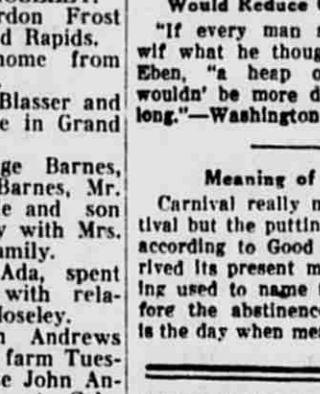 rdon Frost
d Rapids.
home from
Blasser and
e in Grand
ge Barnes,
Barnes, Mr.
e and son
y with Mrs.
amily.
Ada, spent
with rela-
Moseley.
Andrews
farm Tues-
e John An-
Would Reduce
"If every man
wif what he thoug
Eben, "a heap o
wouldn' be more d
long."—Washington
Meaning of
Carnival really m
tival but the puttin
according to Good
rived its present m
ing used to name
fore the abstinence
is the day when mea